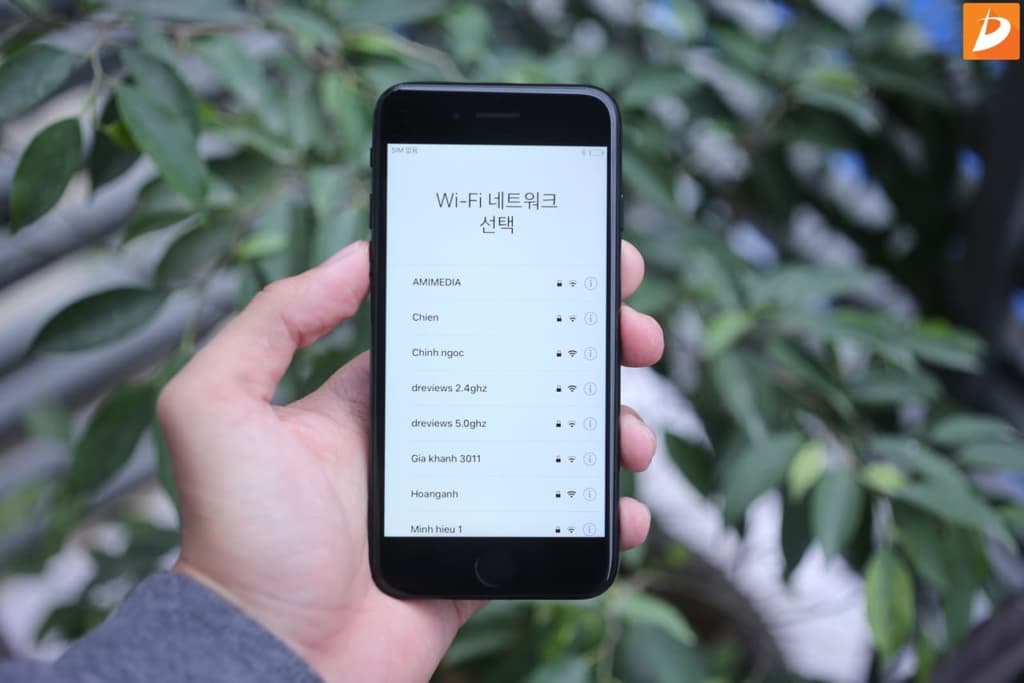 SIM 없음
Wi-Fi 네트워크
선택
AMIMEDIA
Chien
Chinh ngoc
dreviews 2.4ghz
dreviews 5.0ghz
Gia khanh 3011
Hoanganh
Minh hieu 1